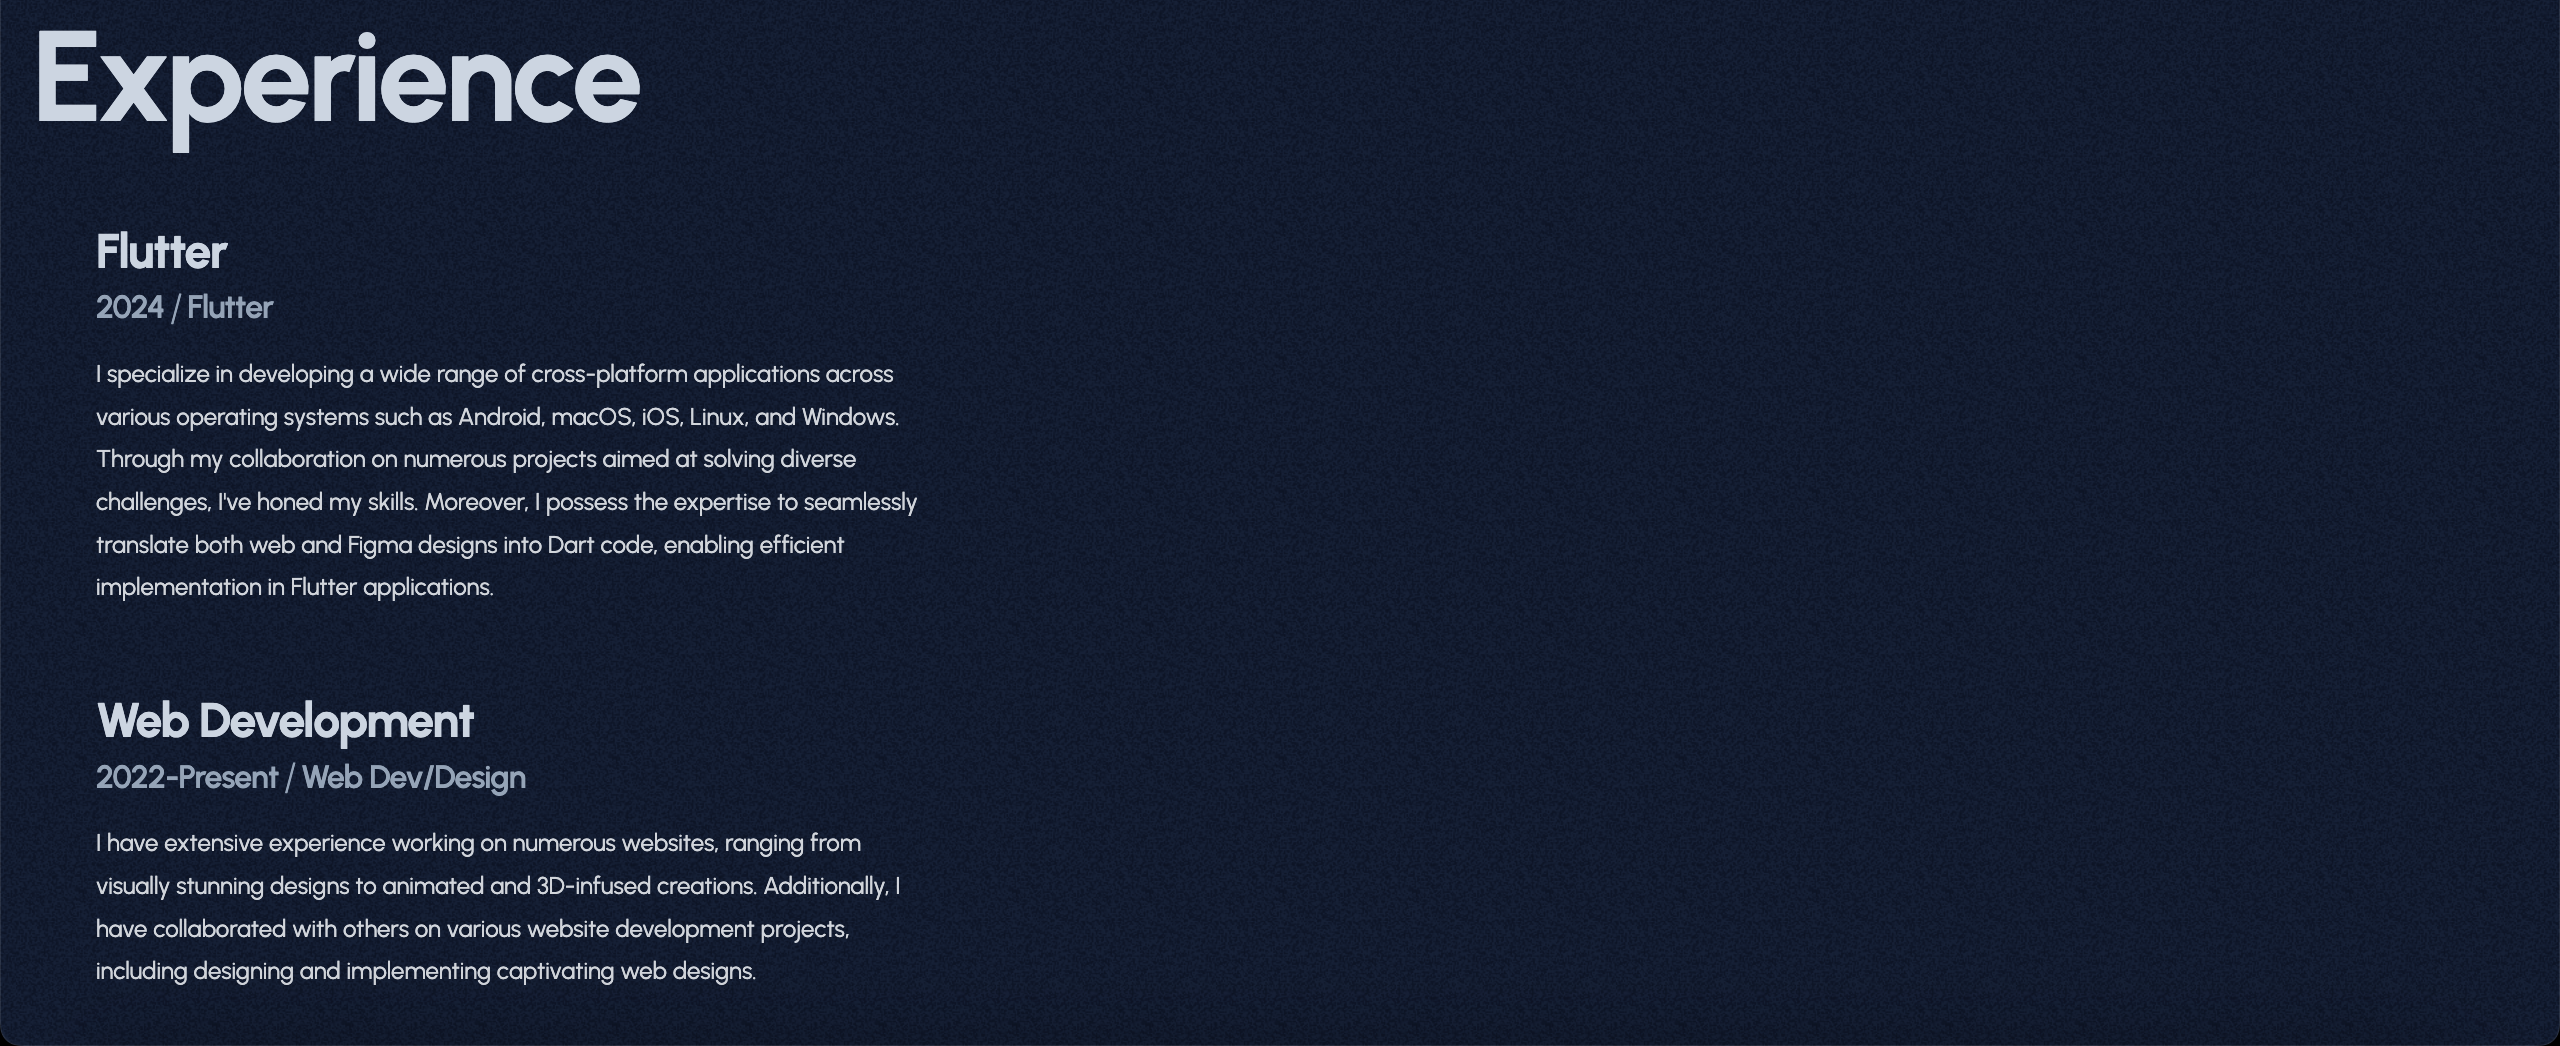 Experience
Flutter
2024 / Flutter
I specialize in developing a wide range of cross-platform applications across
various operating systems such as Android, macOS, iOS, Linux, and Windows.
Through my collaboration on numerous projects aimed at solving diverse
challenges, I've honed my skills. Moreover, I possess the expertise to seamlessly
translate both web and Figma designs into Dart code, enabling efficient
implementation in Flutter applications.
Web Development
2022-Present / Web Dev/Design
I have extensive experience working on numerous websites, ranging from
visually stunning designs to animated and 3D-infused creations. Additionally, I
have collaborated with others on various website development projects,
including designing and implementing captivating web designs.